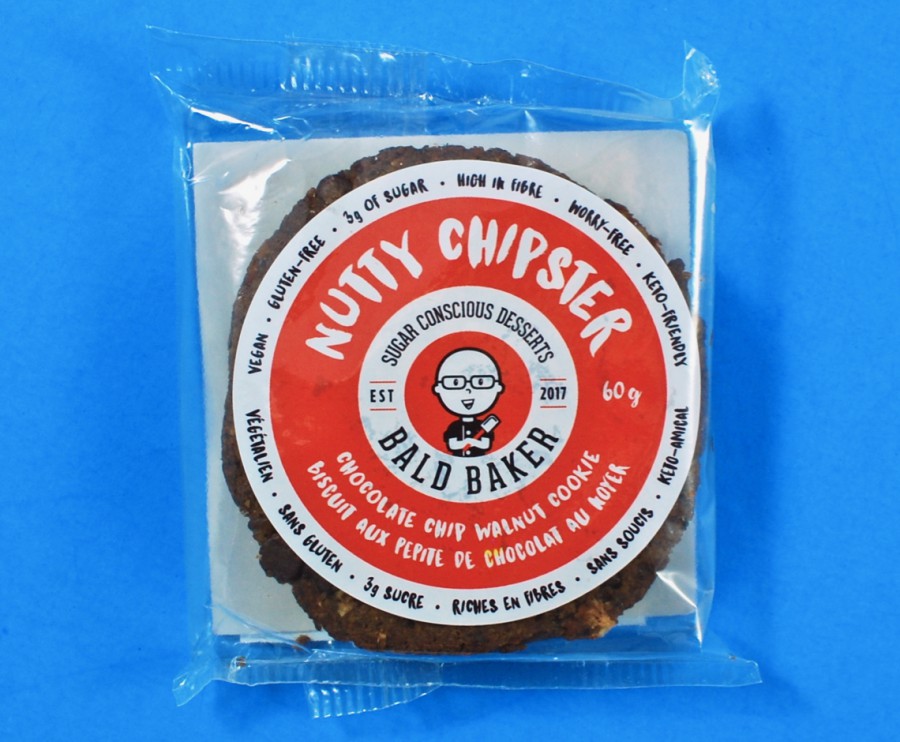 VEGAN · GLUTEN-FREE · 3g OF SUGAR · HIGH IN FIBRE · WORRY-FREE · KETO-FRIENDLY
NUTTY CHIPSTER
SUGAR CONSCIOUS DESSERTS
EST 2017
60 g
BALD BAKER
CHOCOLATE CHIP WALNUT COOKIE
BISCUIT AUX PEPITE DE CHOCOLAT AU NOYER
VÉGÉTALIEN · SANS GLUTEN · 3g SUCRE · RICHES EN FIBRES · SANS SOUCIS · KETO-AMICAL